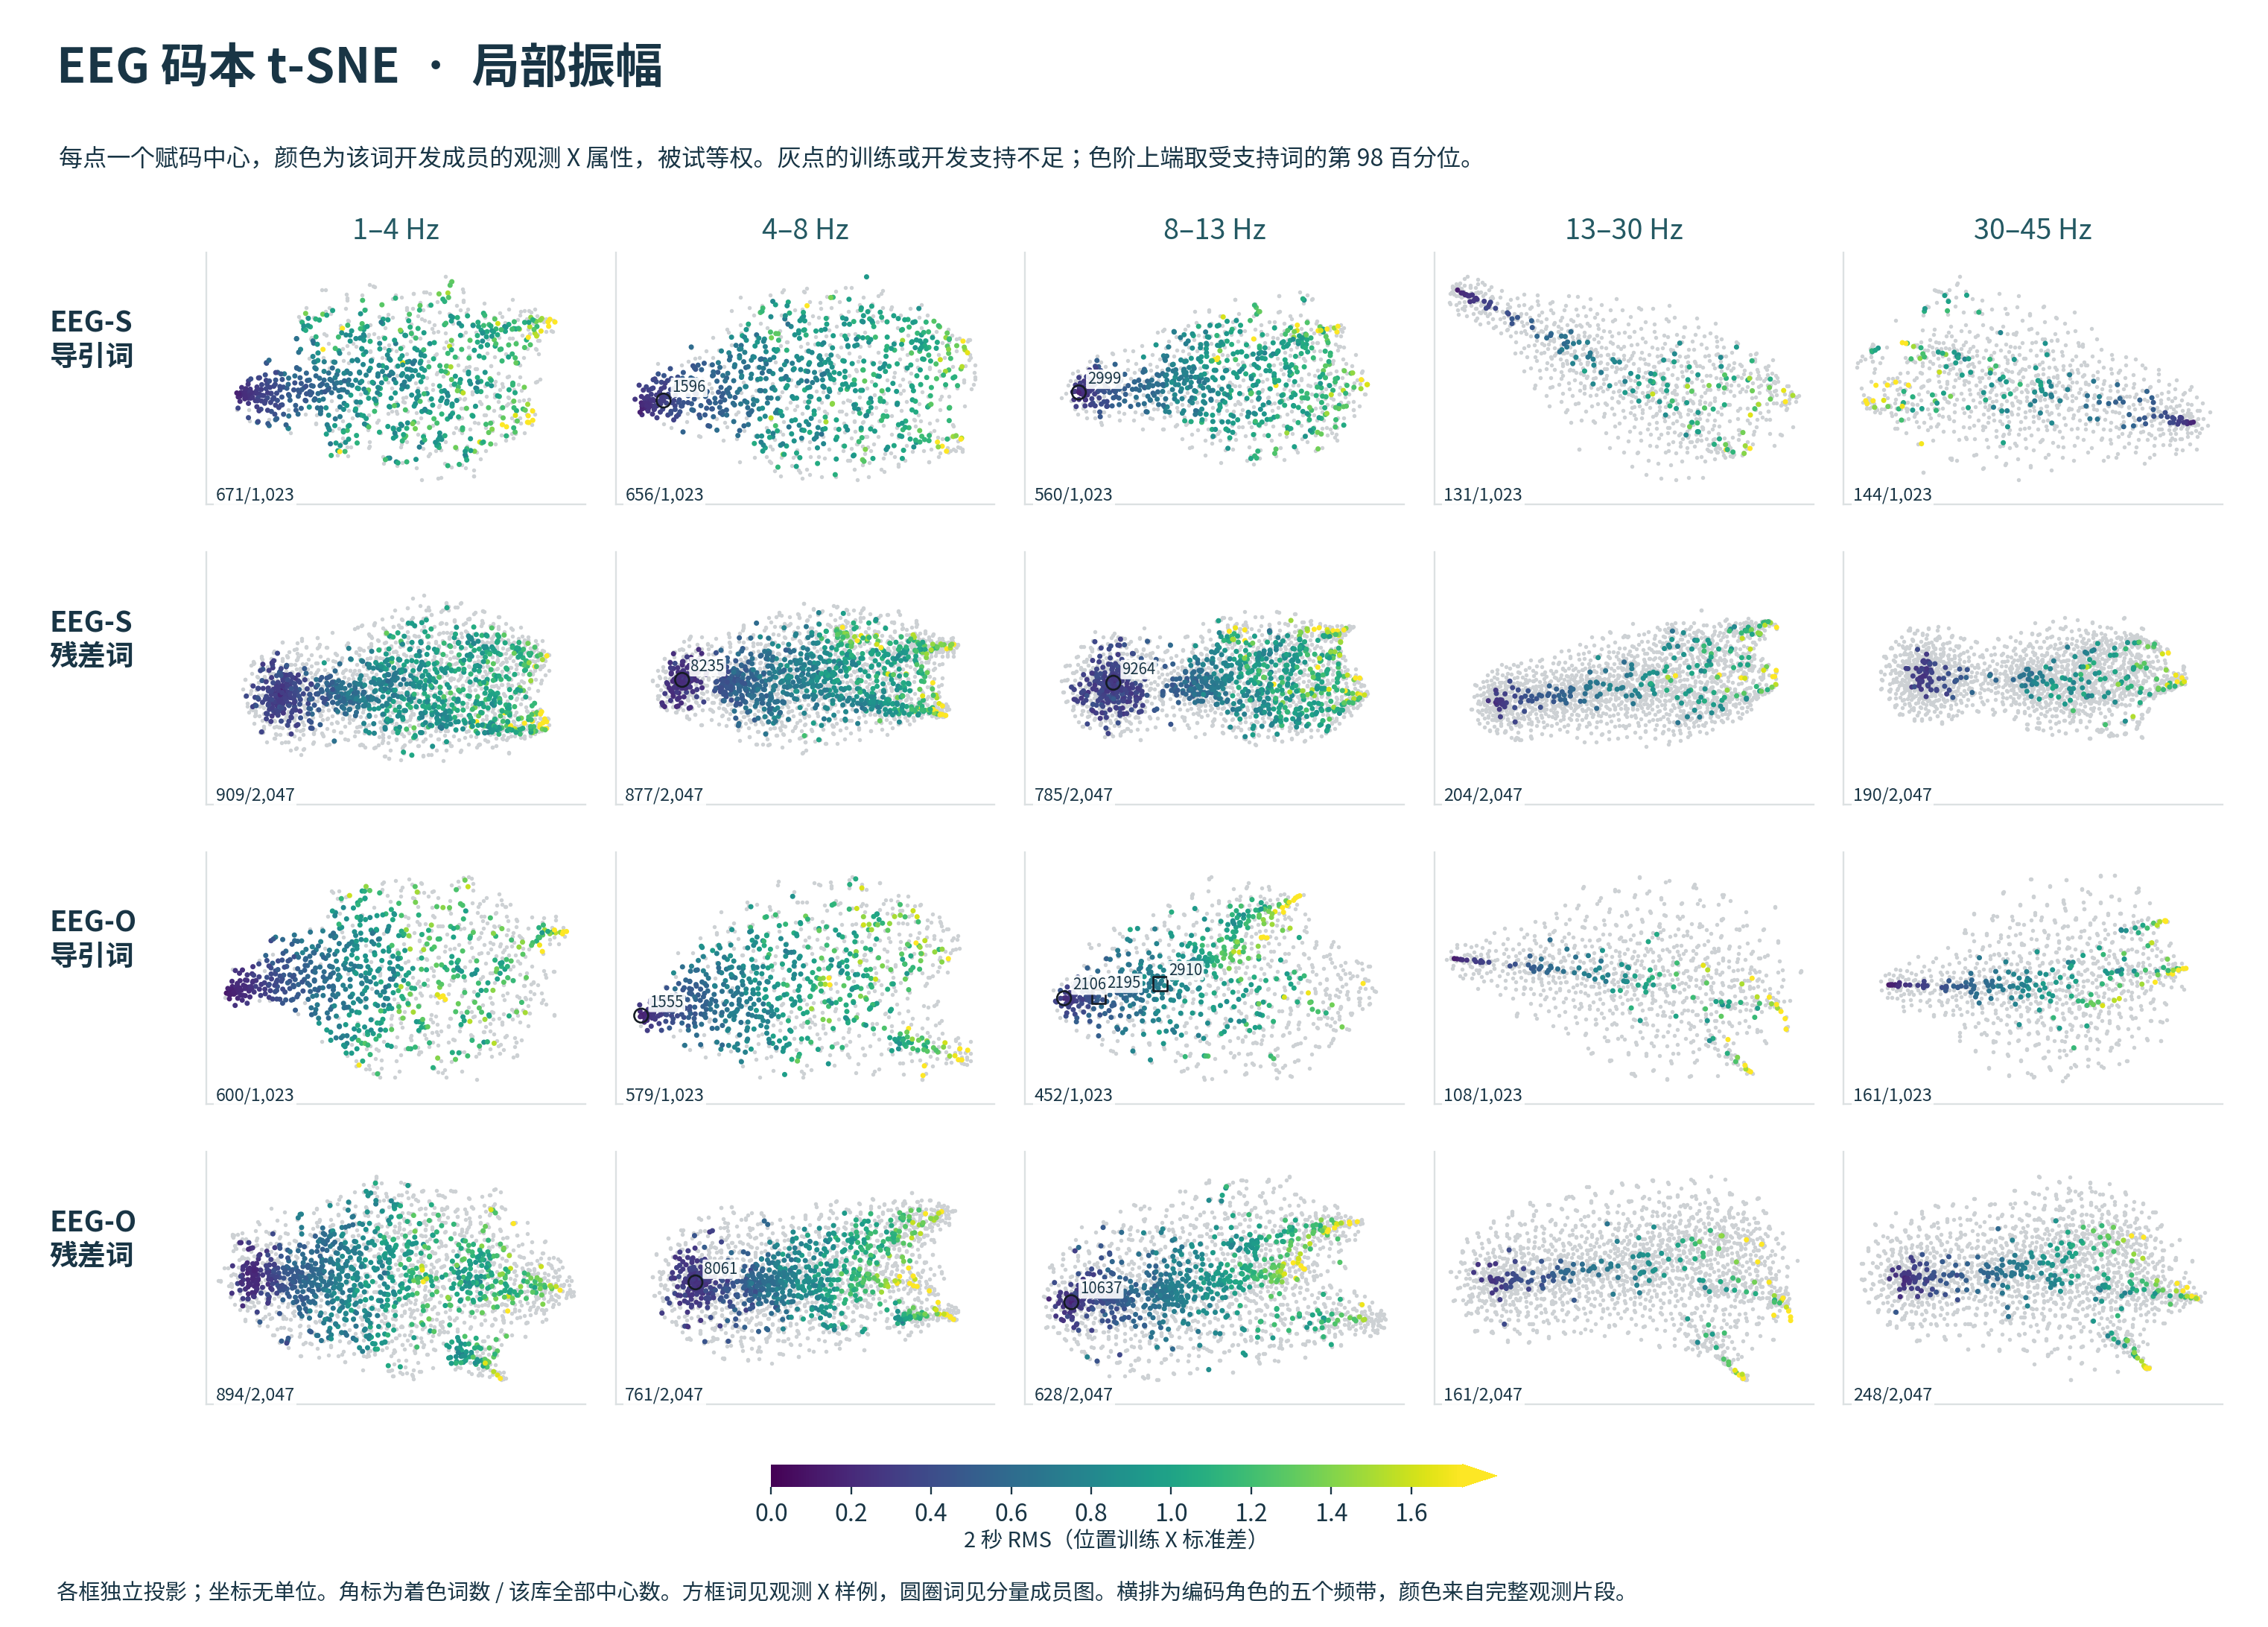 EEG 码本 t-SNE · 局部振幅
每点一个赋码中心，颜色为该词开发成员的观测 X 属性，被试等权。灰点的训练或开发支持不足；色阶上端取受支持词的第 98 百分位。
1–4 Hz
4–8 Hz
8–13 Hz
13–30 Hz
30–45 Hz
EEG-S
导引词
1596
2999
671/1,023
656/1,023
560/1,023
131/1,023
144/1,023
EEG-S
残差词
8235
9264
909/2,047
877/2,047
785/2,047
204/2,047
190/2,047
EEG-O
导引词
1555
2106
2195
2910
600/1,023
579/1,023
452/1,023
108/1,023
161/1,023
EEG-O
残差词
8061
10637
894/2,047
761/2,047
628/2,047
161/2,047
248/2,047
0.0 0.2 0.4 0.6 0.8 1.0 1.2 1.4 1.6
2 秒 RMS（位置训练 X 标准差）
各框独立投影；坐标无单位。角标为着色词数 / 该库全部中心数。方框词见观测 X 样例，圆圈词见分量成员图。横排为编码角色的五个频带，颜色来自完整观测片段。